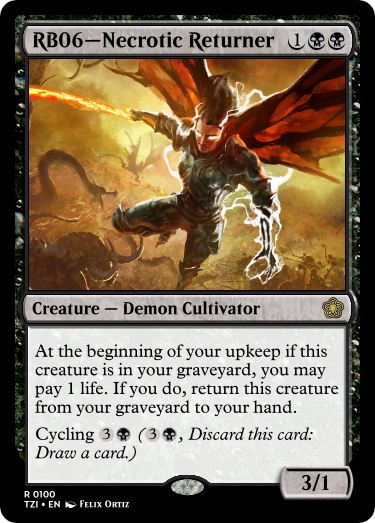 RB06—Necrotic Returner 1
Creature — Demon Cultivator
At the beginning of your upkeep if this
creature is in your graveyard, you may
pay 1 life. If you do, return this creature
from your graveyard to your hand.
Cycling 3 (3, Discard this card:
Draw a card.)
3/1
R 0100
TZI • EN Felix Ortiz